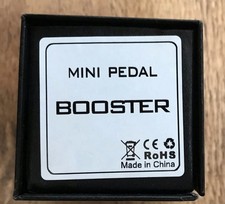 MINI PEDAL
BOOSTER
CE
RoHS
Made in China